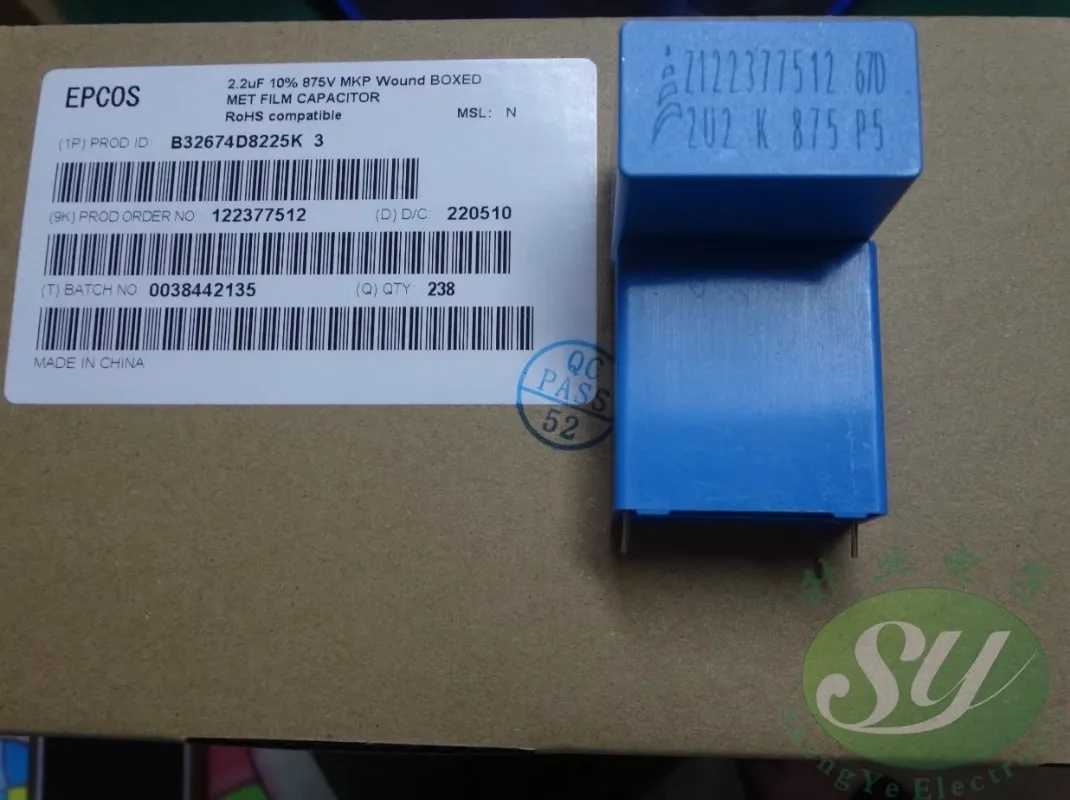 EPCOS
2.2uF 10% 875V MKP Wound BOXED
MET FILM CAPACITOR
RoHS compatible
MSL: N
(1P) PROD ID B32674D8225K 3
(9K) PROD ORDER NO 122377512 (D) D/C: 220510
(T) BATCH NO 0038442135 (Q) QTY: 238
MADE IN CHINA
QC
PASS
52
Z122377512 67D
2U2 K 875 P5
SY
Electronic